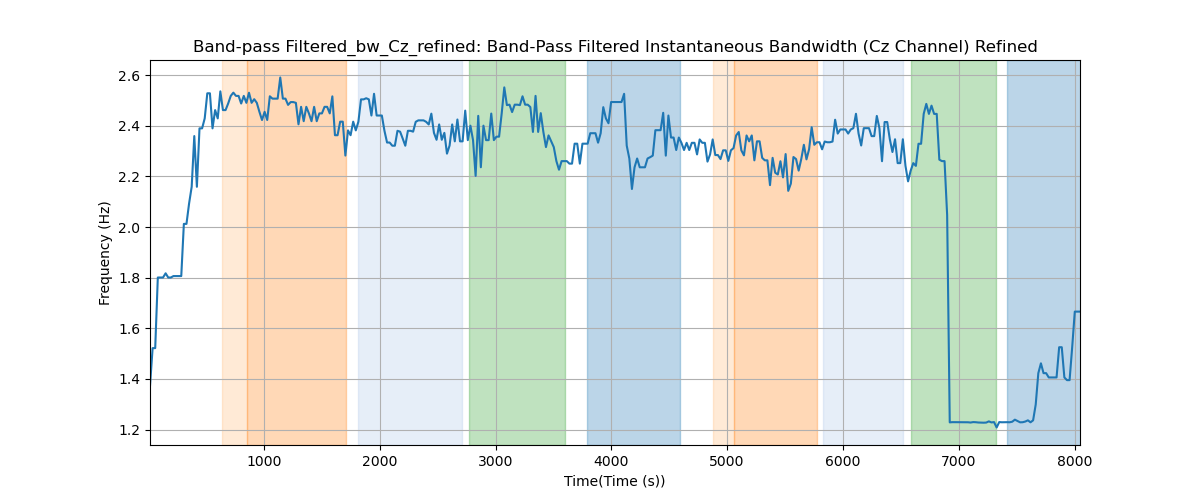 Band-pass Filtered_bw_Cz_refined: Band-Pass Filtered Instantaneous Bandwidth (Cz Channel) Refined
2.6
2.4
2.2
2.0
1.8
1.6
1.4
1.2
Frequency (Hz)
1000 2000 3000 4000 5000 6000 7000 8000
Time(Time (s))